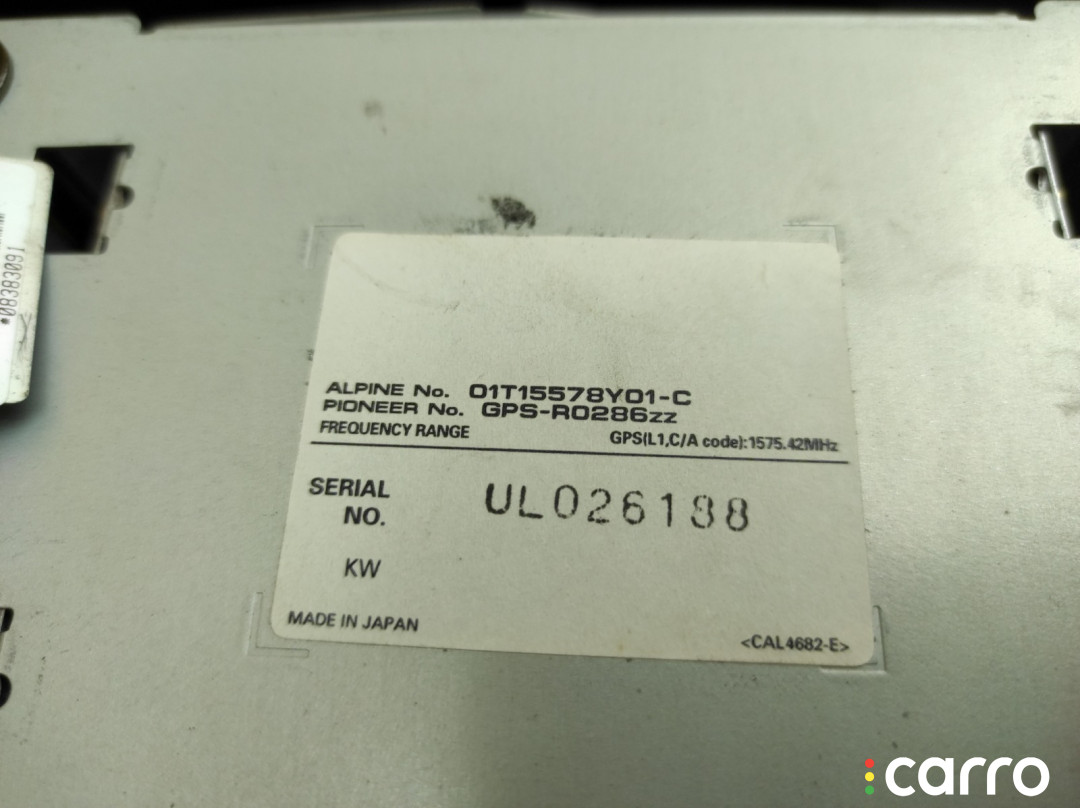 *08383091
ALPINE No. 01T15578Y01-C
PIONEER No. GPS-R0286zz
FREQUENCY RANGE GPS(L1,C/A code):1575.42MHz
SERIAL NO. UL026188
KW
MADE IN JAPAN <CAL4682-E>
carro